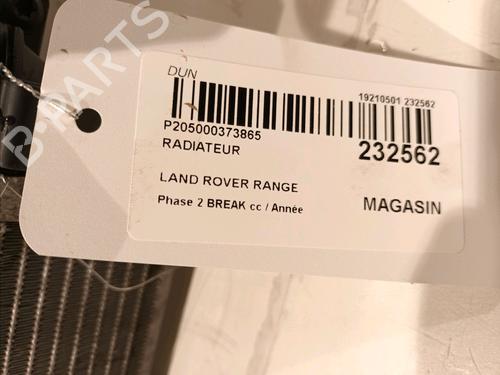 DUN
19210501 232562
P205000373865
RADIATEUR
232562
LAND ROVER RANGE
Phase 2 BREAK cc / Année
MAGASIN
B-PARTS